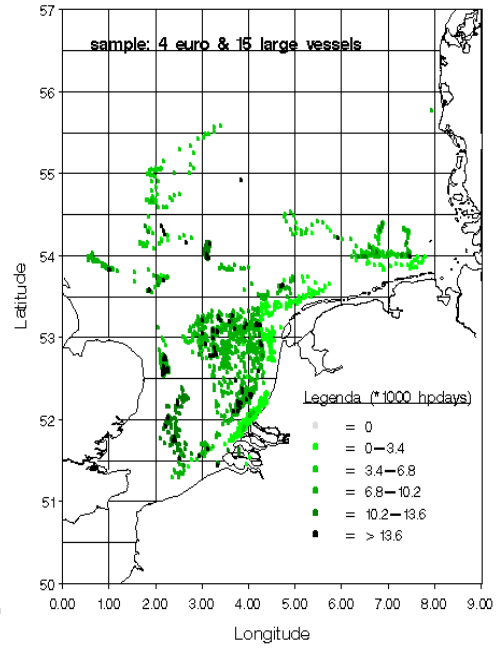 sample: 4 euro & 15 large vessels
57
56
55
54
53
52
51
50
Latitude
Legenda (*1000 hpdays)
= 0
= 0-3.4
= 3.4-6.8
= 6.8-10.2
= 10.2-13.6
= > 13.6
0.00 1.00 2.00 3.00 4.00 5.00 6.00 7.00 8.00 9.00
Longitude